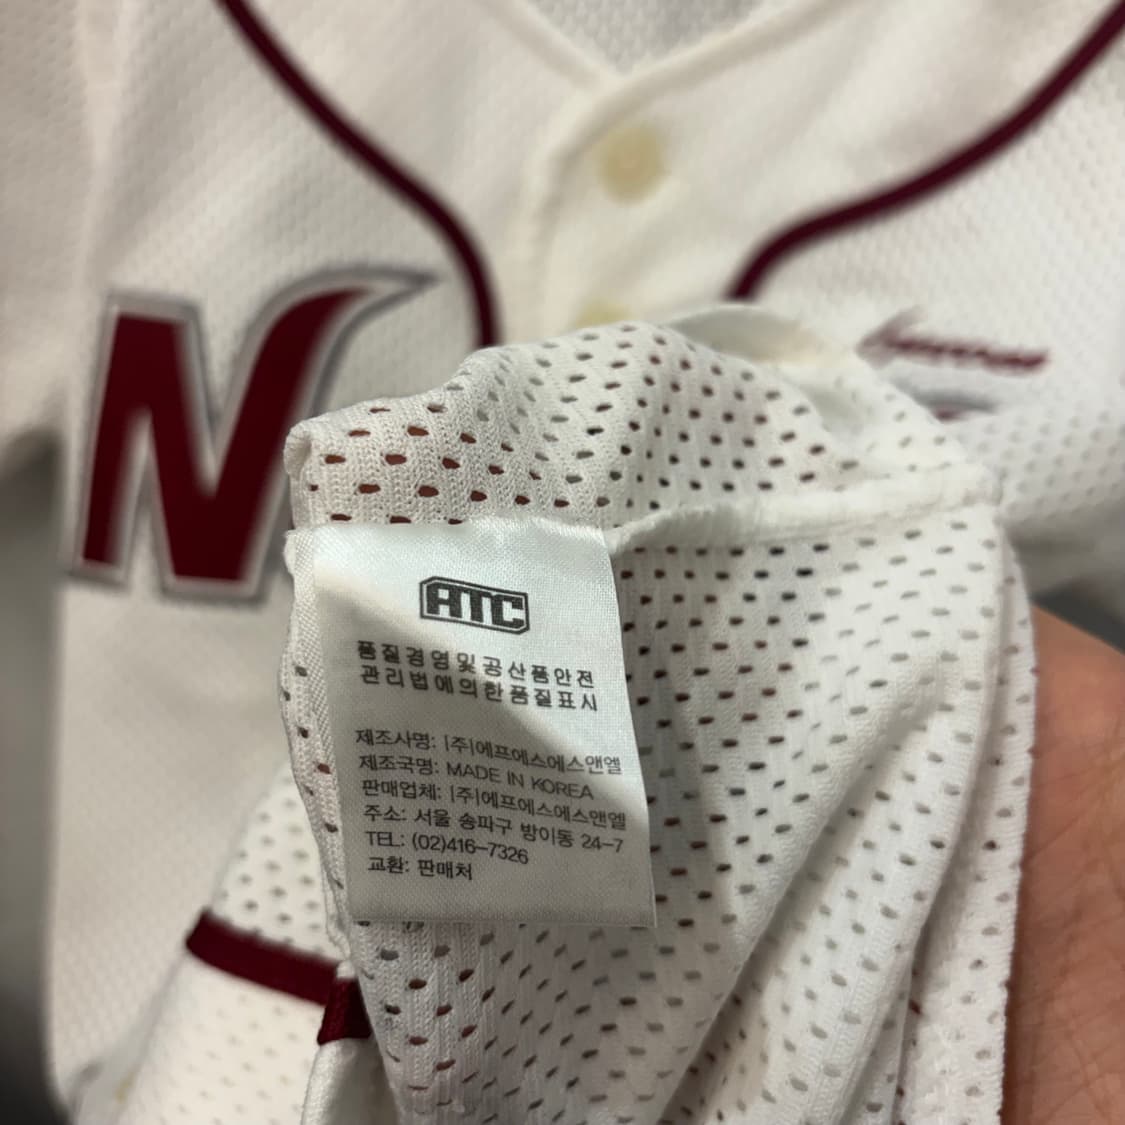 N
ATC
품질경영및공산품안전
관리법에의한품질표시
제조사명: |주|에프에스에스앤엘
제조국명: MADE IN KOREA
판매업체: |주|에프에스에스앤엘
주소: 서울 송파구 방이동 24-7
TEL: (02)416-7326
교환: 판매처